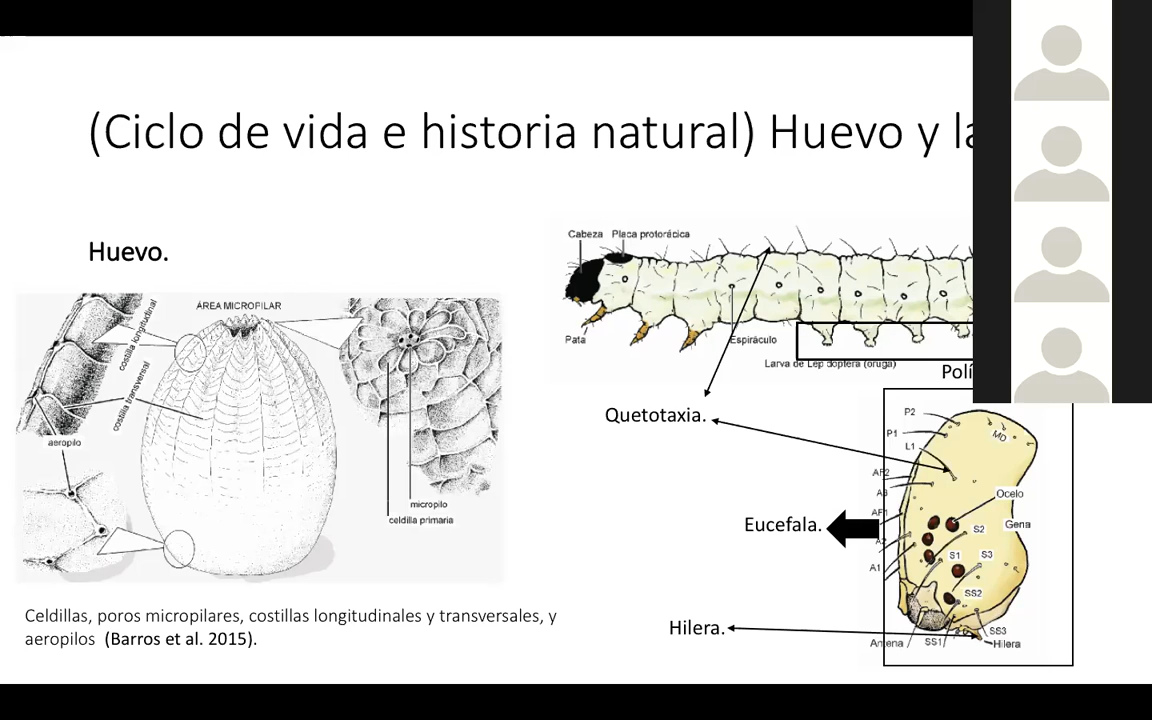 (Ciclo de vida e historia natural) Huevo y la
Huevo.
ÁREA MICROPILAR
costilla longitudinal
costilla transversal
aeropilo
micropilo
celdilla primaria
Celdillas, poros micropilares, costillas longitudinales y transversales, y
aeropilos (Barros et al. 2015).
Cabeza Placa protorácica
Pata
Espiráculo
Larva de Lepidoptera (oruga)
Polí
Quetotaxia.
Eucefala.
Hilera.
P2
P1
L1
MD
AF2
A3
AF1
A2
A1
Ocelo
Gena
S2
S1
S3
SS2
SS3
Antena
SS1
Hilera